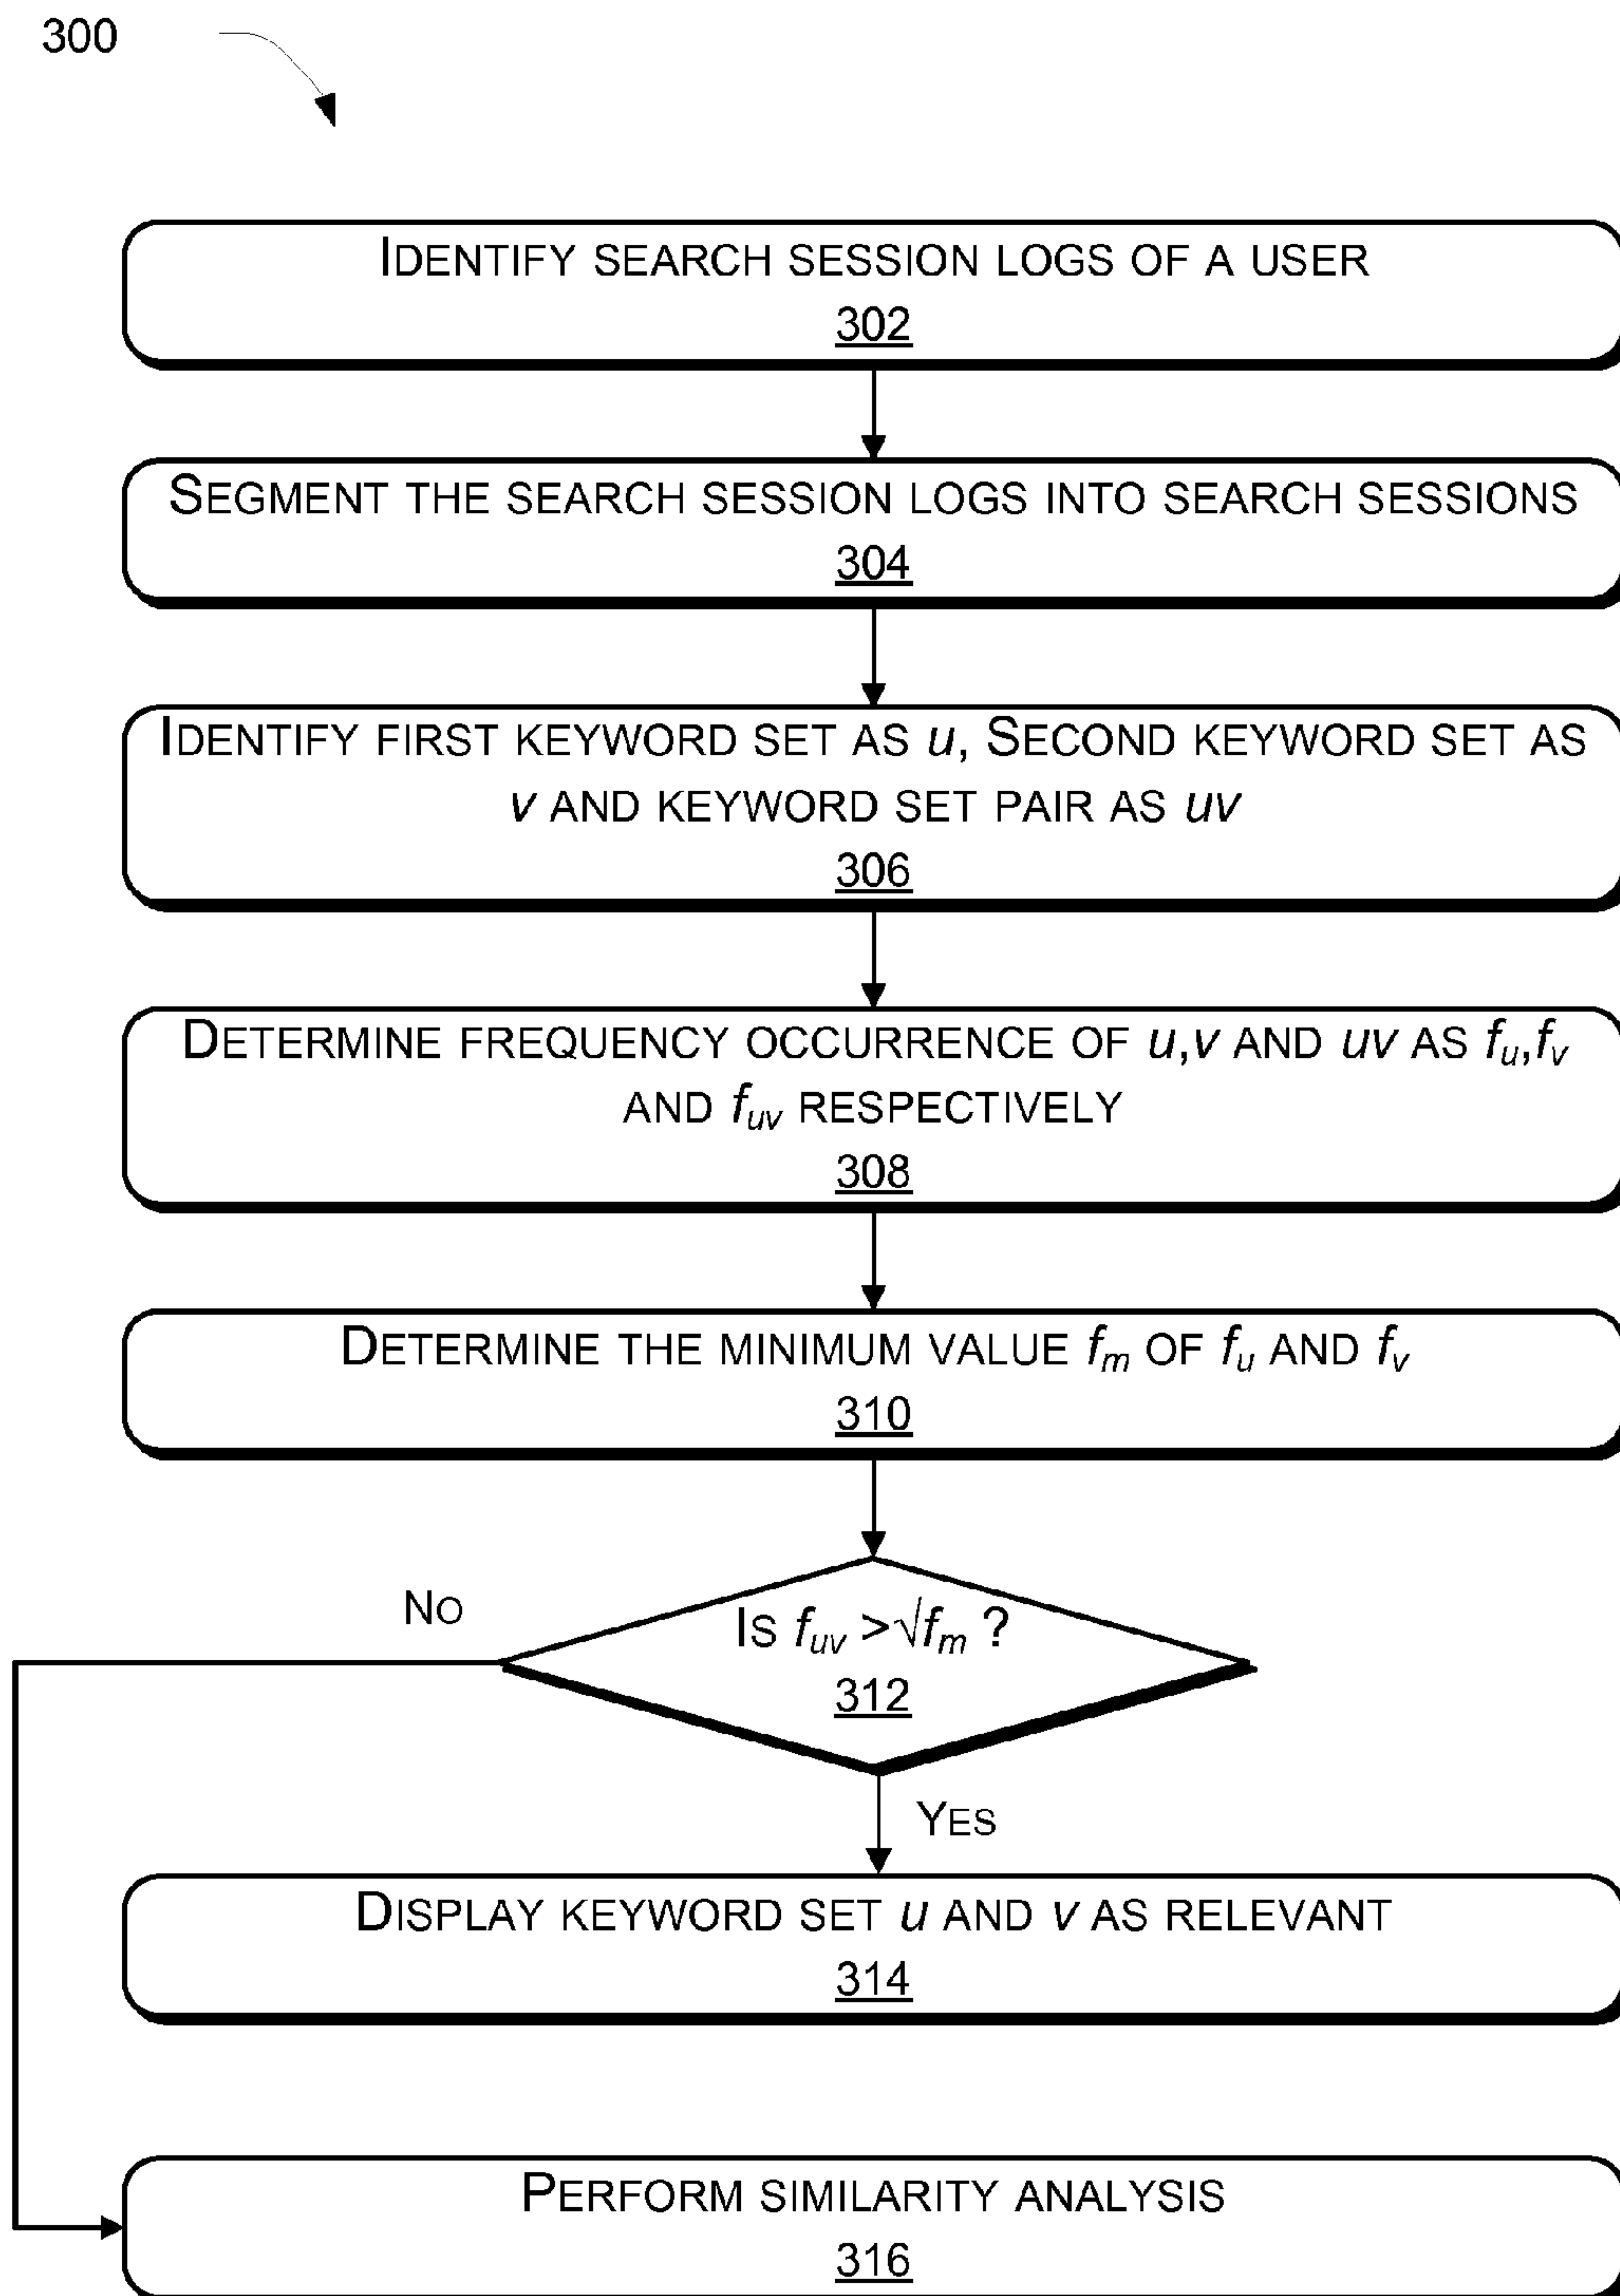 300
IDENTIFY SEARCH SESSION LOGS OF A USER
302
SEGMENT THE SEARCH SESSION LOGS INTO SEARCH SESSIONS
304
IDENTIFY FIRST KEYWORD SET AS u, SECOND KEYWORD SET AS
v AND KEYWORD SET PAIR AS uv
306
DETERMINE FREQUENCY OCCURRENCE OF u,v AND uv AS fu,fv
AND fuv RESPECTIVELY
308
DETERMINE THE MINIMUM VALUE fm OF fu AND fv
310
NO
IS fuv >√fm ?
312
YES
DISPLAY KEYWORD SET u AND v AS RELEVANT
314
PERFORM SIMILARITY ANALYSIS
316